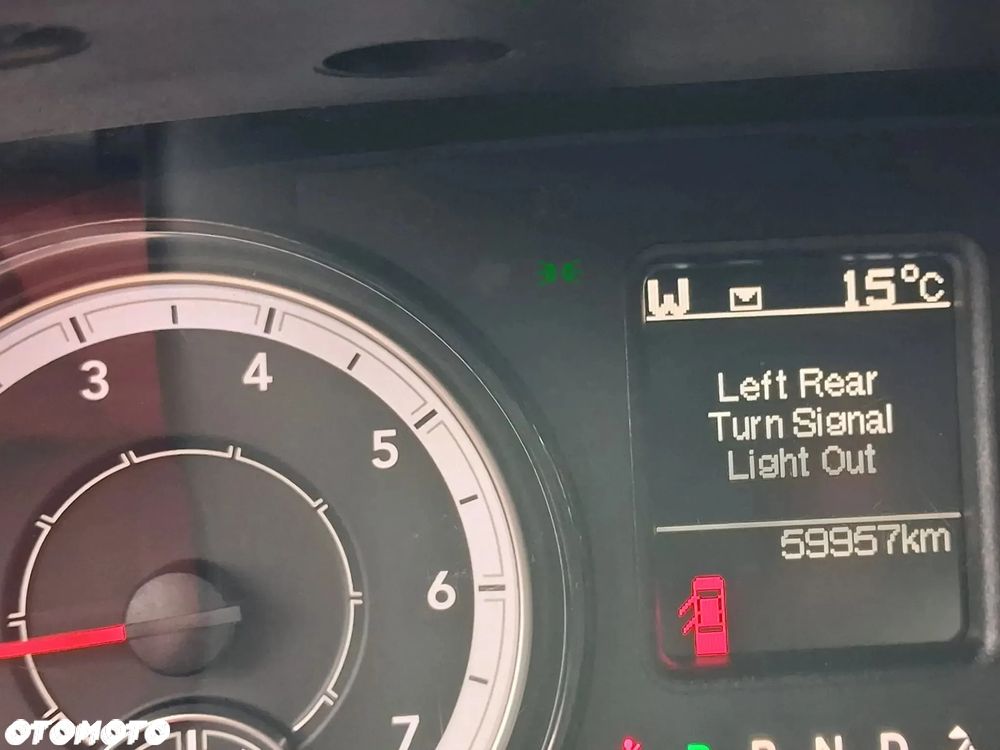 W 15°C
3 4
Left Rear
5
Turn Signal
Light Out
59957km
6
7
P R N D
OTOMOTO